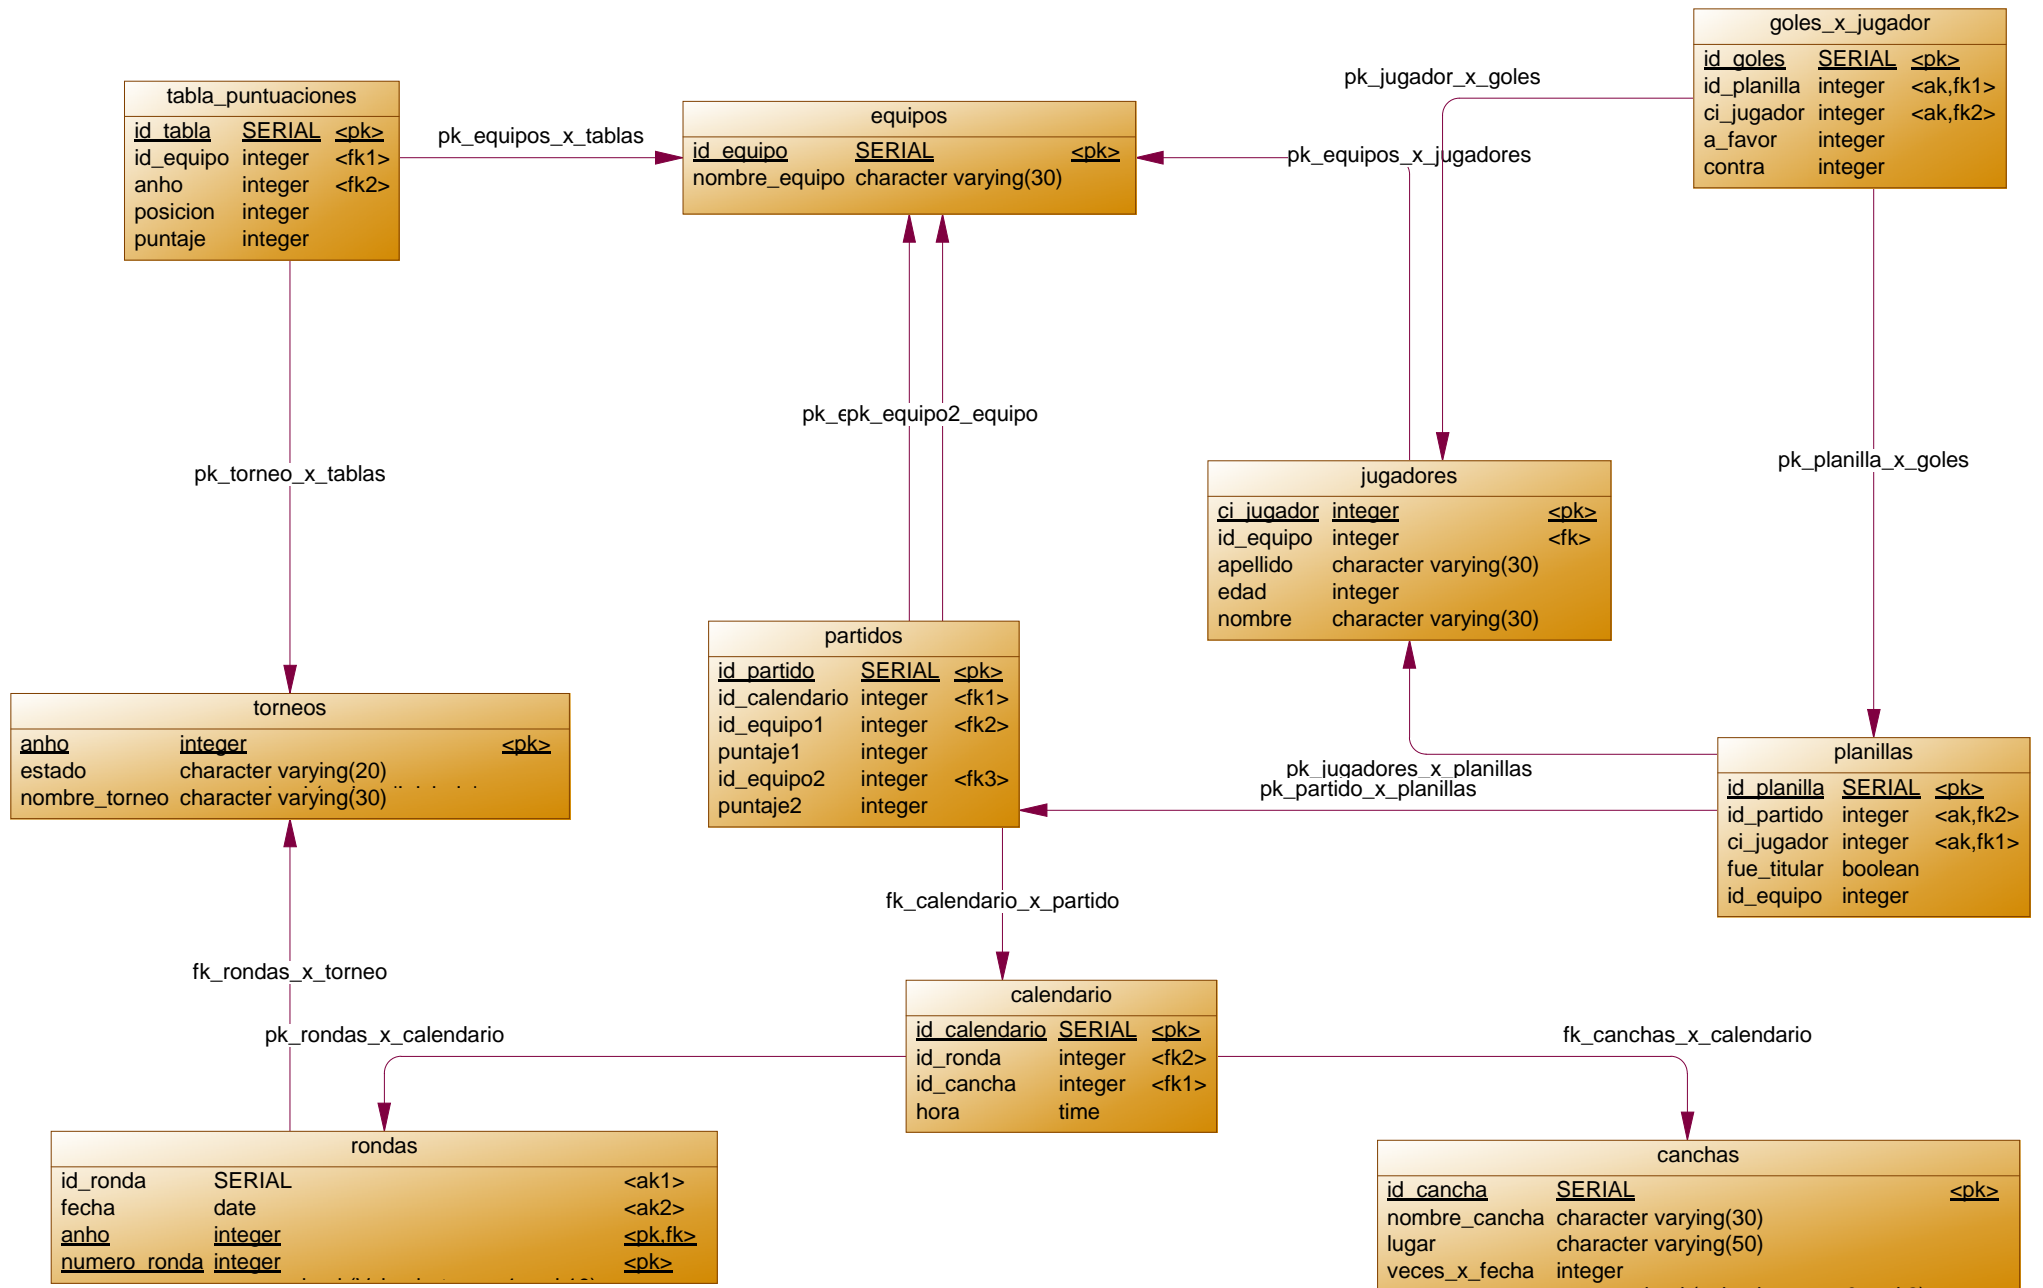 goles_x_jugador
id_goles SERIAL <pk>
id_planilla integer <ak,fk1>
ci_jugador integer <ak,fk2>
a_favor integer
contra integer
pk_jugador_x_goles
tabla_puntuaciones
id_tabla SERIAL <pk>
id_equipo integer <fk1>
anho integer <fk2>
posicion integer
puntaje integer
pk_equipos_x_tablas
equipos
id_equipo SERIAL <pk>
nombre_equipo character varying(30)
pk_equipos_x_jugadores
pk_equipo2_equipo
pk_torneo_x_tablas
pk_planilla_x_goles
jugadores
ci_jugador integer <pk>
id_equipo integer <fk>
apellido character varying(30)
edad integer
nombre character varying(30)
partidos
id_partido SERIAL <pk>
id_calendario integer <fk1>
id_equipo1 integer <fk2>
puntaje1 integer
id_equipo2 integer <fk3>
puntaje2 integer
torneos
anho integer <pk>
estado character varying(20)
nombre_torneo character varying(30)
pk_jugadores_x_planillas
pk_partido_x_planillas
planillas
id_planilla SERIAL <pk>
id_partido integer <ak,fk2>
ci_jugador integer <ak,fk1>
fue_titular boolean
id_equipo integer
fk_calendario_x_partido
fk_rondas_x_torneo
pk_rondas_x_calendario
calendario
id_calendario SERIAL <pk>
id_ronda integer <fk2>
id_cancha integer <fk1>
hora time
fk_canchas_x_calendario
rondas
id_ronda SERIAL <ak1>
fecha date <ak2>
anho integer <pk,fk>
numero_ronda integer <pk>
canchas
id_cancha SERIAL <pk>
nombre_cancha character varying(30)
lugar character varying(50)
veces_x_fecha integer